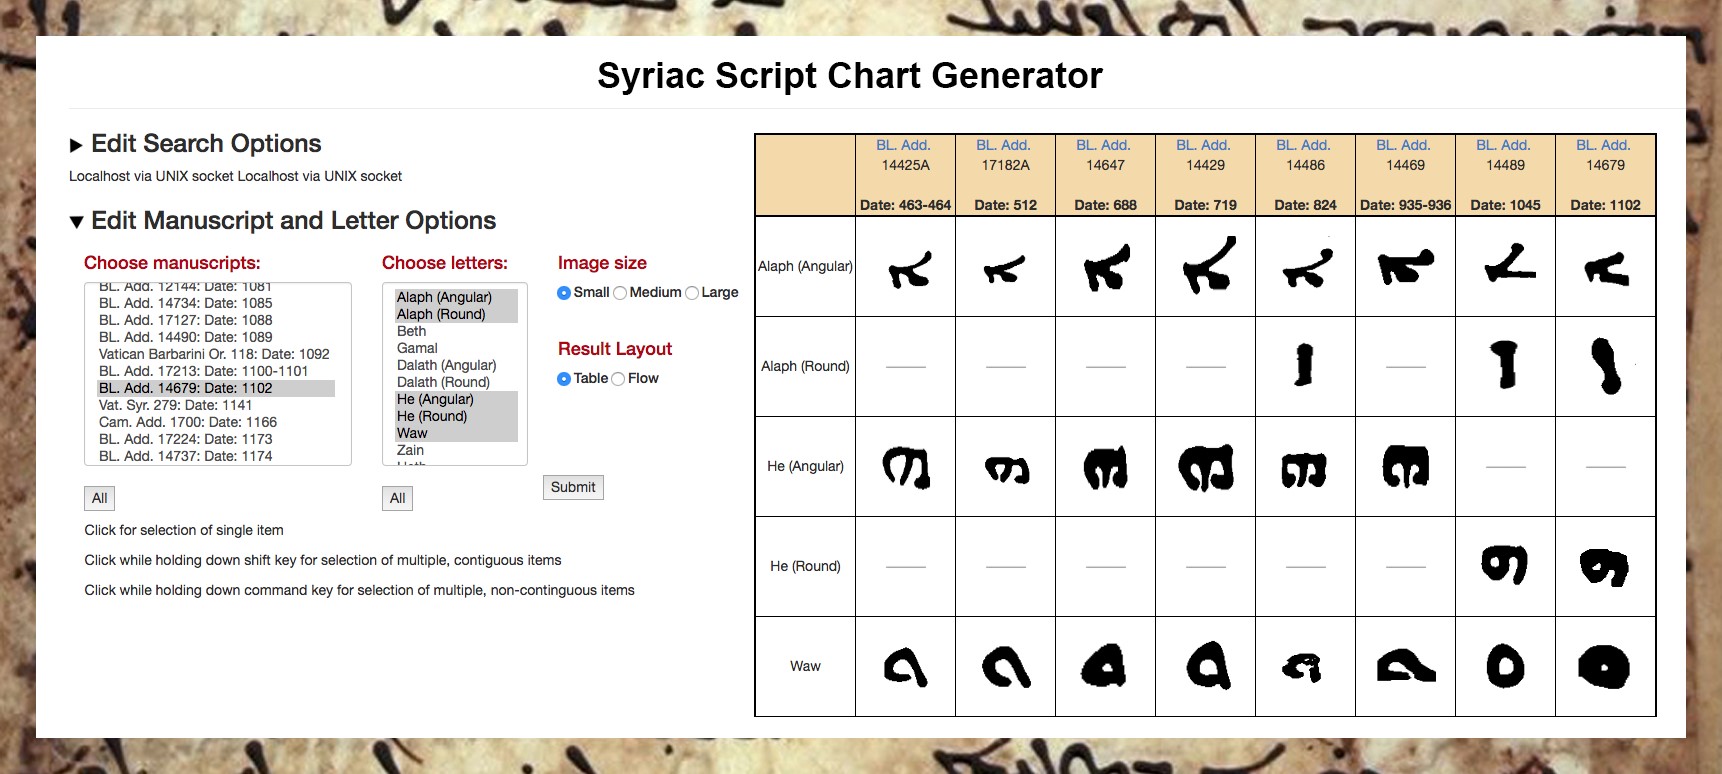 Syriac Script Chart Generator
▶ Edit Search Options
Localhost via UNIX socket Localhost via UNIX socket
▼ Edit Manuscript and Letter Options
Choose manuscripts:
BL. Add. 12144: Date: 1081
BL. Add. 14734: Date: 1085
BL. Add. 17127: Date: 1088
BL. Add. 14490: Date: 1089
Vatican Barbarini Or. 118: Date: 1092
BL. Add. 17213: Date: 1100-1101
BL. Add. 14679: Date: 1102
Vat. Syr. 279: Date: 1141
Cam. Add. 1700: Date: 1166
BL. Add. 17224: Date: 1173
BL. Add. 14737: Date: 1174
All
Choose letters:
Alaph (Angular)
Alaph (Round)
Beth
Gamal
Dalath (Angular)
Dalath (Round)
He (Angular)
He (Round)
Waw
Zain
All
Image size
Small Medium Large
Result Layout
Table Flow
Submit
Click for selection of single item
Click while holding down shift key for selection of multiple, contiguous items
Click while holding down command key for selection of multiple, non-continguous items
BL. Add. BL. Add. BL. Add. BL. Add. BL. Add. BL. Add. BL. Add. BL. Add.
14425A 17182A 14647 14429 14486 14469 14489 14679
Date: 463-464 Date: 512 Date: 688 Date: 719 Date: 824 Date: 935-936 Date: 1045 Date: 1102
Alaph (Angular)
Alaph (Round)
He (Angular)
He (Round)
Waw